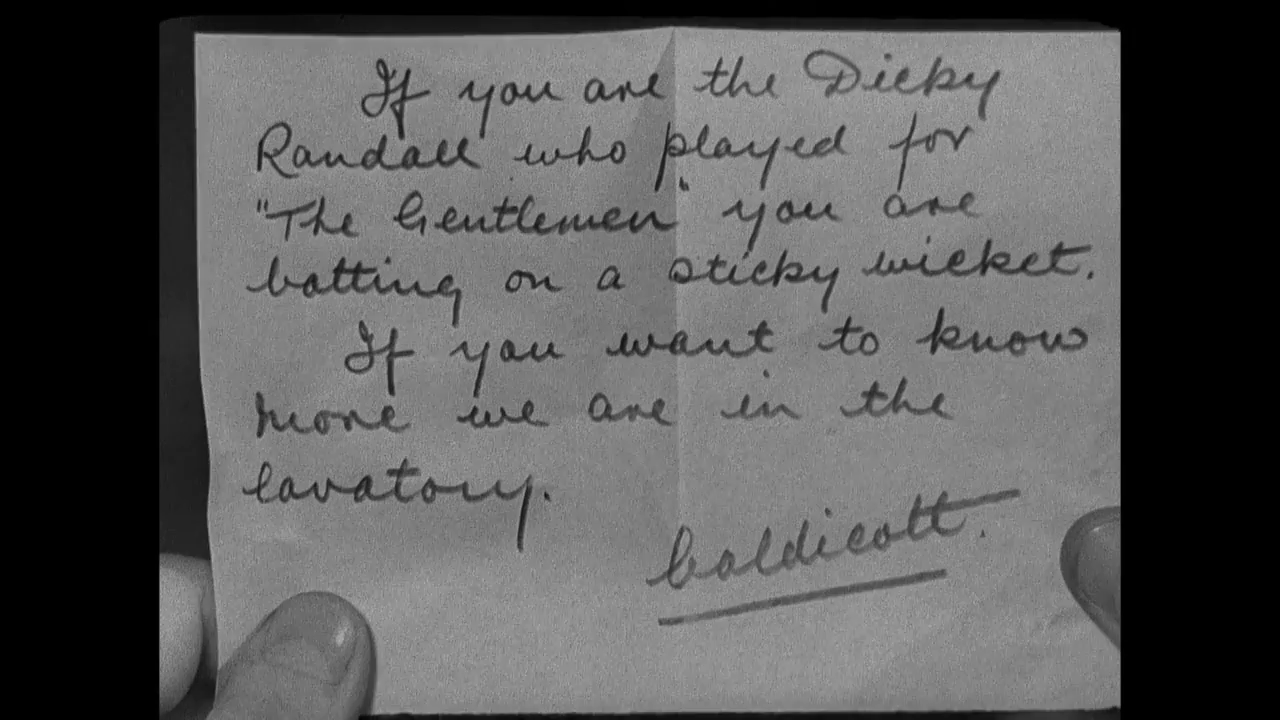 If you are the Dicky
Randall who played for
"The Gentlemen" you are
batting on a sticky wicket.
If you want to know
more we are in the
lavatory.
Caldicott.